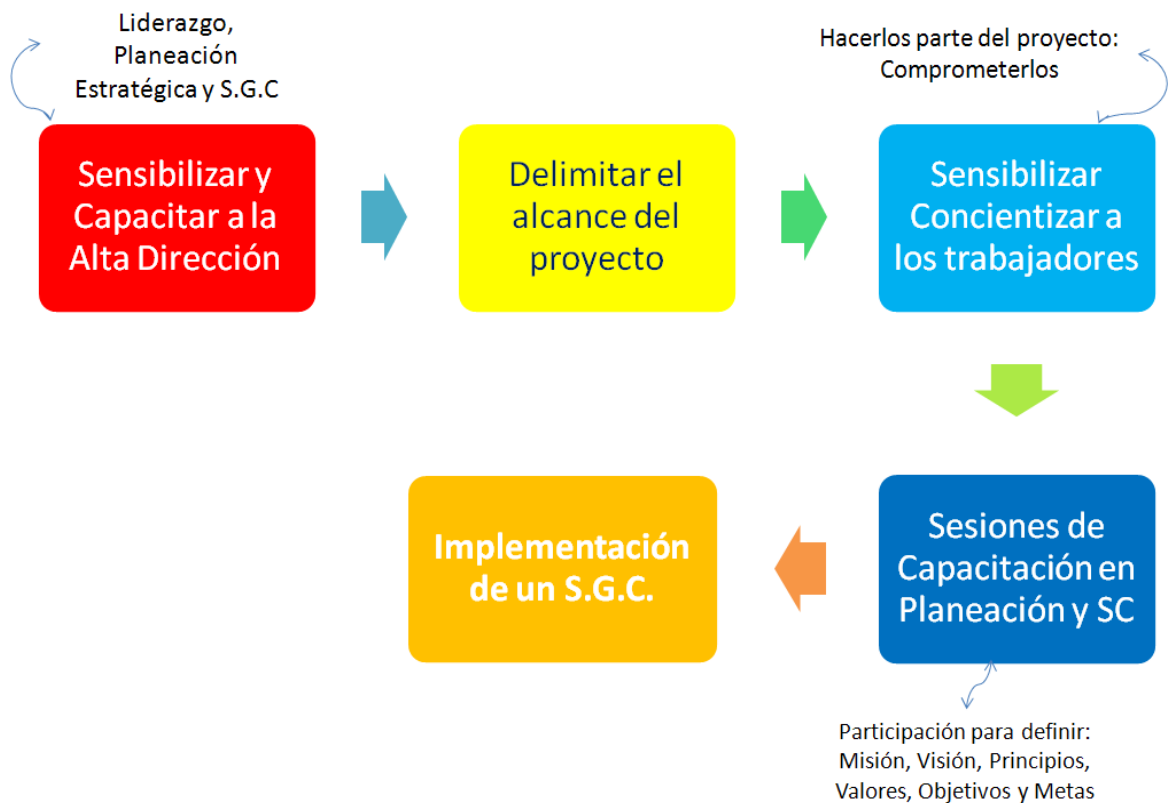 Liderazgo,
Planeación
Estratégica y S.G.C
Hacerlos parte del proyecto:
Comprometerlos
Sensibilizar y
Capacitar a la
Alta Dirección
Delimitar el
alcance del
proyecto
Sensibilizar
Concientizar a
los trabajadores
Sesiones de
Capacitación en
Planeación y SC
Implementación
de un S.G.C.
Participación para definir:
Misión, Visión, Principios,
Valores, Objetivos y Metas